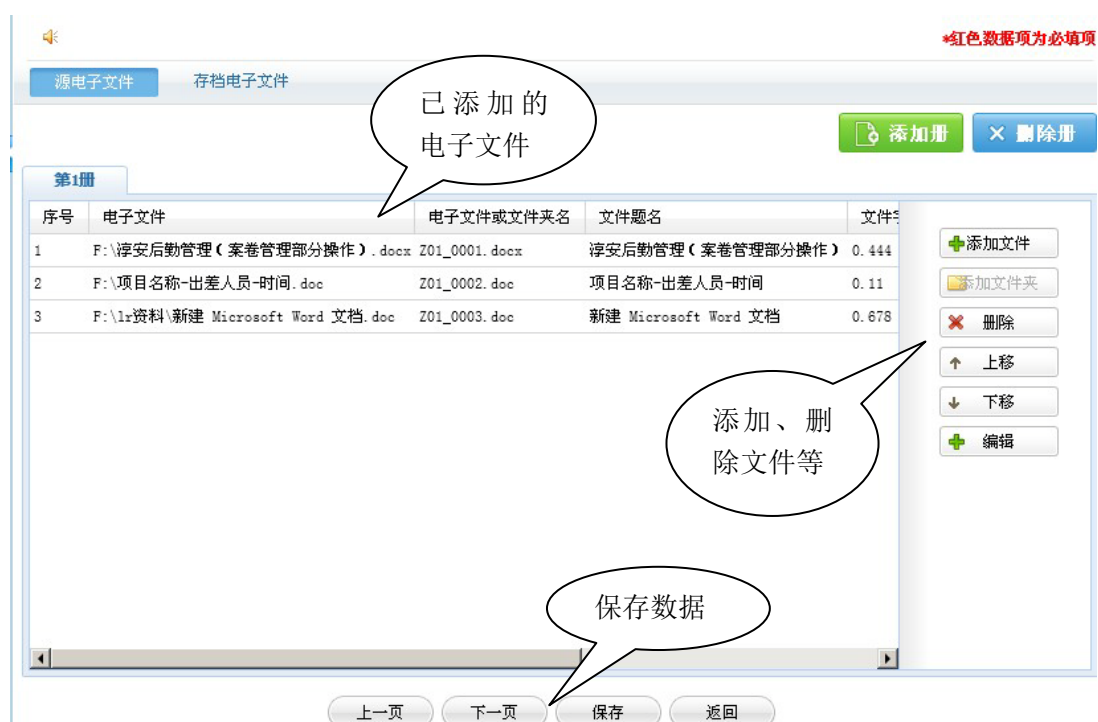 *红色数据项为必填项
源电子文件 存档电子文件
已添加的
电子文件
添加册 删除册
第1册
序号 电子文件 电子文件或文件夹名 文件题名 文件
1 F:\淳安后勤管理(案卷管理部分操作).docx Z01_0001.docx 淳安后勤管理(案卷管理部分操作) 0.444
2 F:\项目名称-出差人员-时间.doc Z01_0002.doc 项目名称-出差人员-时间 0.11
3 F:\lr资料\新建 Microsoft Word 文档.doc Z01_0003.doc 新建 Microsoft Word 文档 0.678
添加文件
添加文件夹
删除
上移
下移
编辑
添加、删
除文件等
保存数据
上一页 下一页 保存 返回